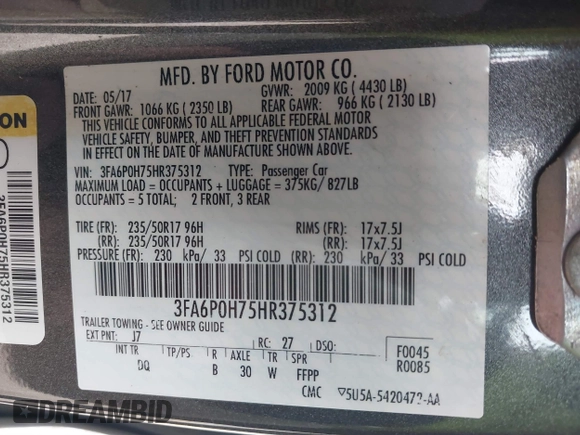 MFD. BY FORD MOTOR CO.
DATE: 05/17 GVWR: 2009 KG ( 4430 LB)
FRONT GAWR: 1066 KG ( 2350 LB) REAR GAWR: 966 KG ( 2130 LB)
THIS VEHICLE CONFORMS TO ALL APPLICABLE FEDERAL MOTOR
VEHICLE SAFETY, BUMPER, AND THEFT PREVENTION STANDARDS
IN EFFECT ON THE DATE OF MANUFACTURE SHOWN ABOVE.
VIN: 3FA6P0H75HR375312 TYPE: Passenger Car
MAXIMUM LOAD = OCCUPANTS + LUGGAGE = 375KG/ 827LB
OCCUPANTS = 5 TOTAL; 2 FRONT, 3 REAR
TIRE (FR): 235/50R17 96H RIMS (FR): 17x7.5J
(RR): 235/50R17 96H (RR): 17x7.5J
PRESSURE (FR): 230 kPa/ 33 PSI COLD (RR): 230 kPa/ 33 PSI COLD
3FA6P0H75HR375312
TRAILER TOWING - SEE OWNER GUIDE
EXT PNT: J7 RC: 27 DSO: F0045
R0085
INT TR TP/PS R AXLE TR SPR
DQ B 30 W FFPP
CMC ▽5U5A-5420472-AA
ON
3FA6P0H75HR375312
DREAMBID